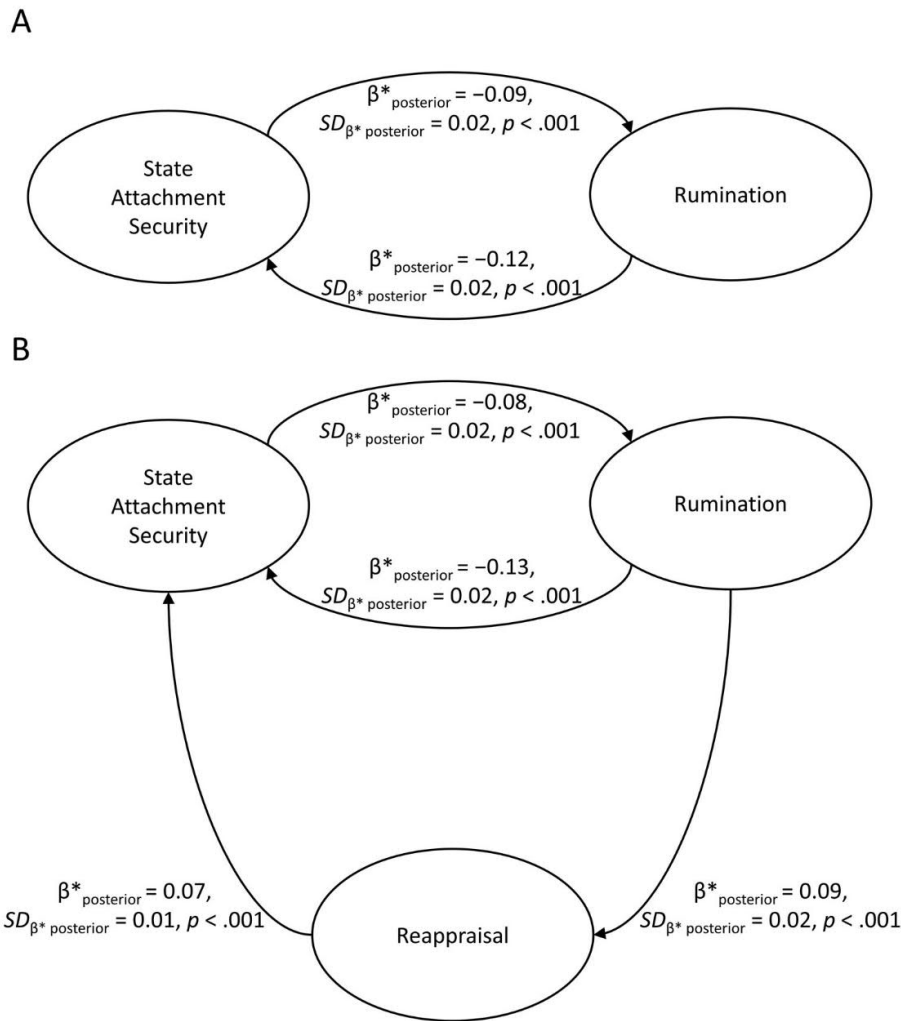 A
β*posterior = −0.09,
SDβ* posterior = 0.02, p < .001
State
Attachment
Security
Rumination
β*posterior = −0.12,
SDβ* posterior = 0.02, p < .001
B
β*posterior = −0.08,
SDβ* posterior = 0.02, p < .001
State
Attachment
Security
Rumination
β*posterior = −0.13,
SDβ* posterior = 0.02, p < .001
β*posterior = 0.07,
SDβ* posterior = 0.01, p < .001
Reappraisal
β*posterior = 0.09,
SDβ* posterior = 0.02, p < .001